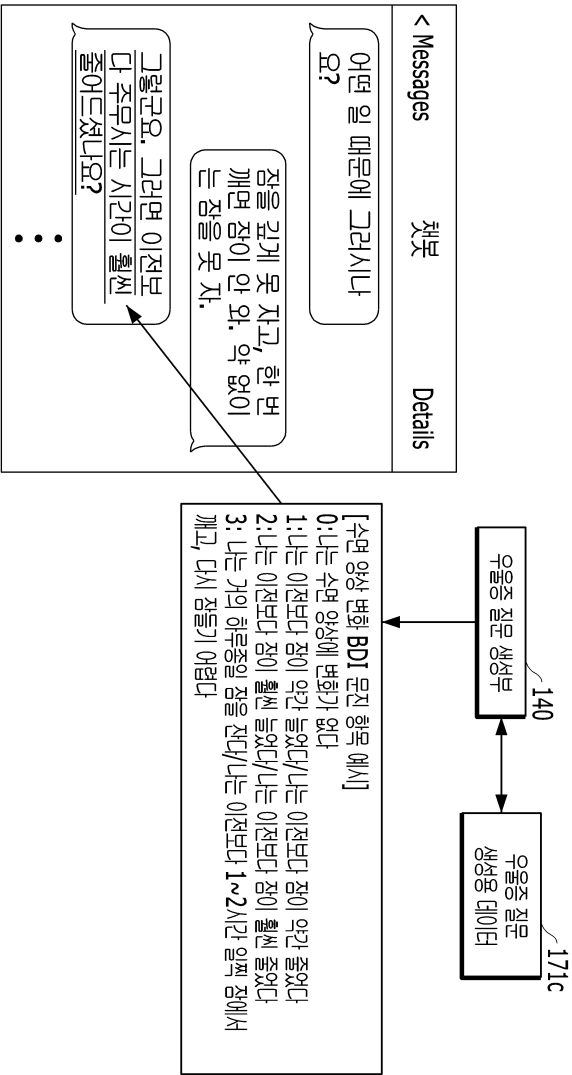 < Messages
챗봇
Details
어떤 일 때문에 그러시나
요?
잠을 깊게 못 자고, 한 번
깨면 잠이 안 와. 약 없이
는 잠을 못 자.
그렇군요. 그러면 이전보
다 주무시는 시간이 훨씬
줄어드셨나요?
우울증 질문 생성부
140
우울증 질문
생성용 데이터
171c
[수면 양상 변화 BDI 문진 항목 예시]
0:나는 수면 양상에 변화가 없다
1:나는 이전보다 잠이 약간 늘었다/나는 이전보다 잠이 약간 줄었다
2:나는 이전보다 잠이 훨씬 늘었다/나는 이전보다 잠이 훨씬 줄었다
3: 나는 거의 하루종일 잠을 잔다/나는 이전보다 1~2시간 일찍 잠에서
깨고, 다시 잠들기 어렵다